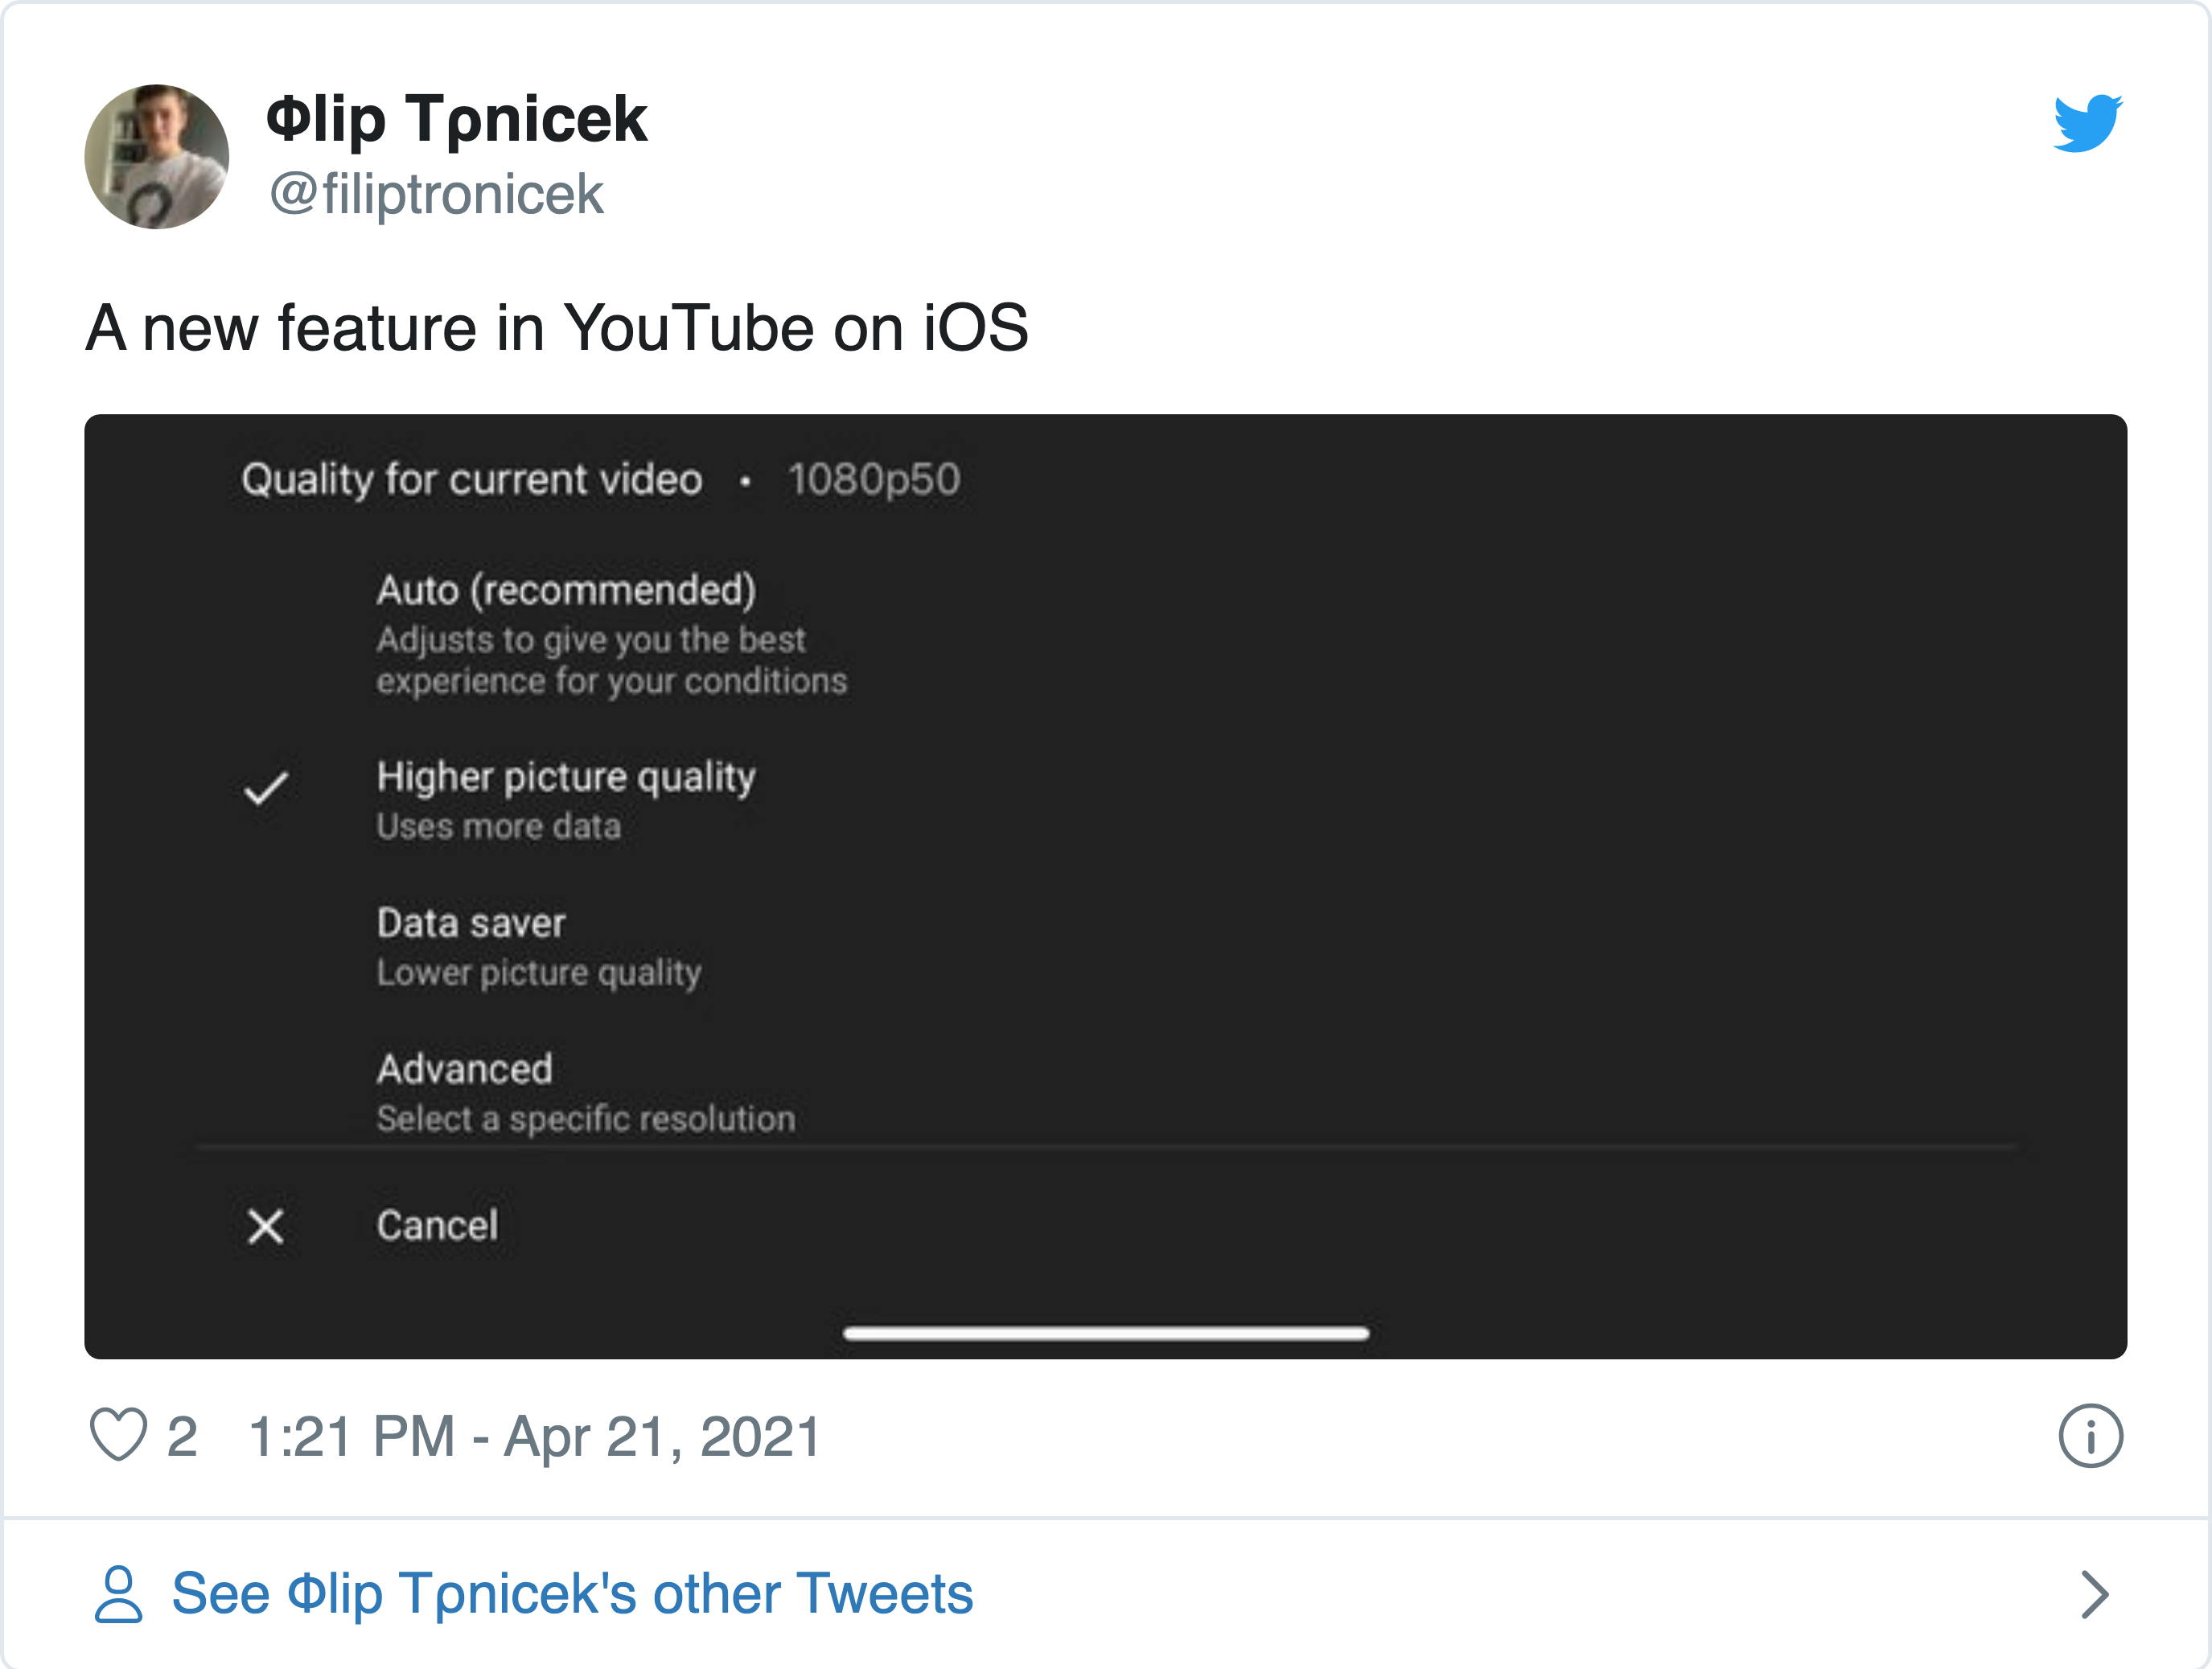 Φlip Tρnicek
@filiptronicek
A new feature in YouTube on iOS
Quality for current video • 1080p50
Auto (recommended)
Adjusts to give you the best
experience for your conditions
Higher picture quality
Uses more data
Data saver
Lower picture quality
Advanced
Select a specific resolution
Cancel
2 1:21 PM - Apr 21, 2021
See Φlip Tρnicek's other Tweets